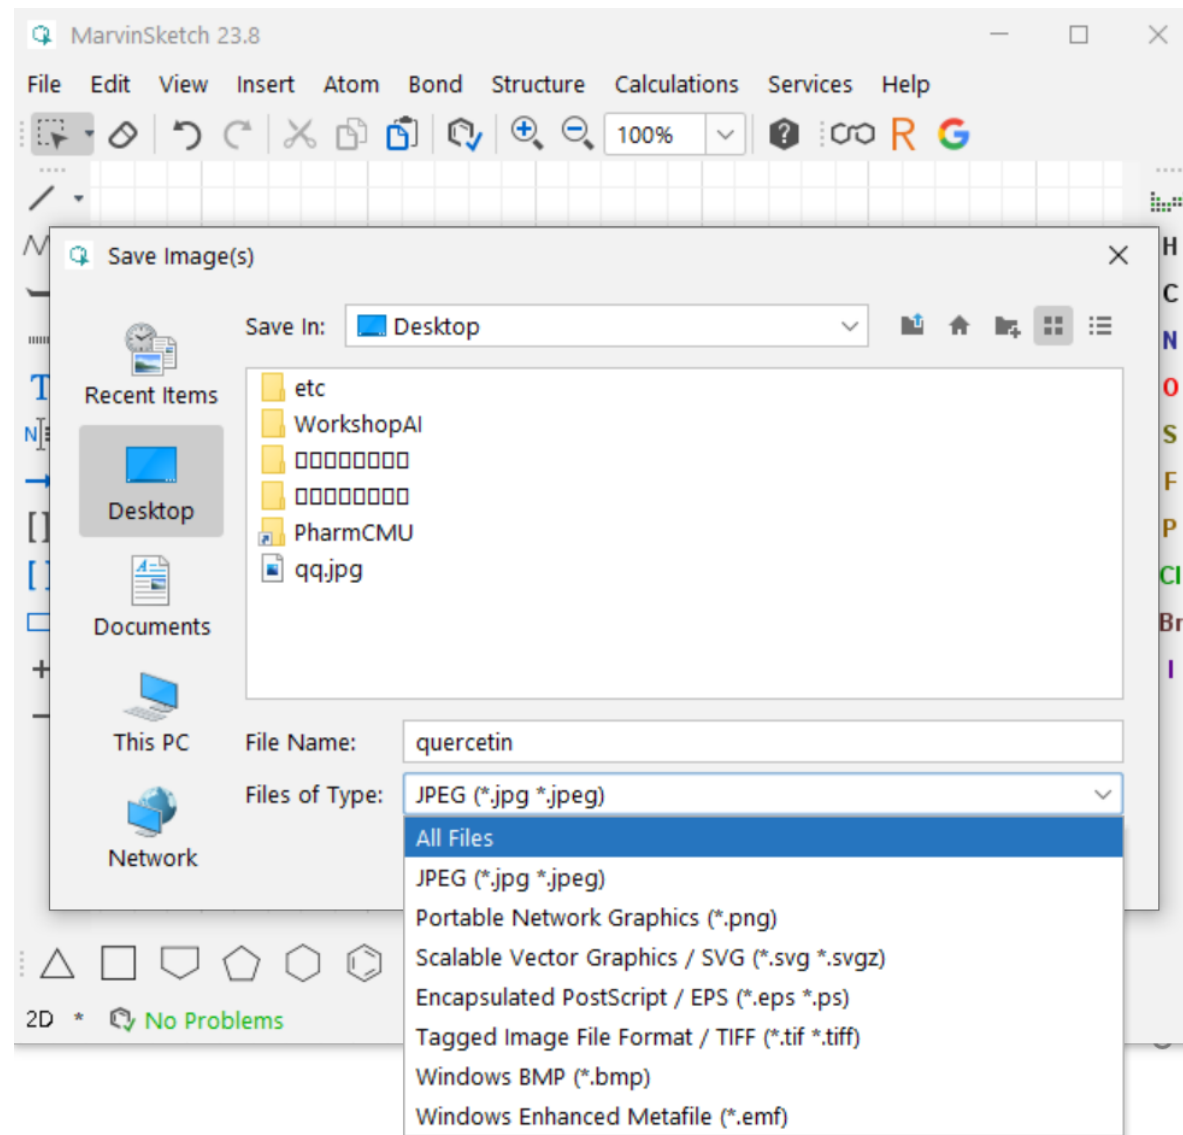 MarvinSketch 23.8
File Edit View Insert Atom Bond Structure Calculations Services Help
100% ? R G
Save Image(s)
H
C
N
O
S
F
P
Cl
Br
I
T
N
[ ]
[ ]
Save In: Desktop
Recent Items
Desktop
Documents
This PC
Network
etc
WorkshopAI
▯▯▯▯▯▯▯▯
▯▯▯▯▯▯▯▯
PharmCMU
qq.jpg
File Name: quercetin
Files of Type: JPEG (*.jpg *.jpeg)
All Files
JPEG (*.jpg *.jpeg)
Portable Network Graphics (*.png)
Scalable Vector Graphics / SVG (*.svg *.svgz)
Encapsulated PostScript / EPS (*.eps *.ps)
Tagged Image File Format / TIFF (*.tif *.tiff)
Windows BMP (*.bmp)
Windows Enhanced Metafile (*.emf)
2D * No Problems